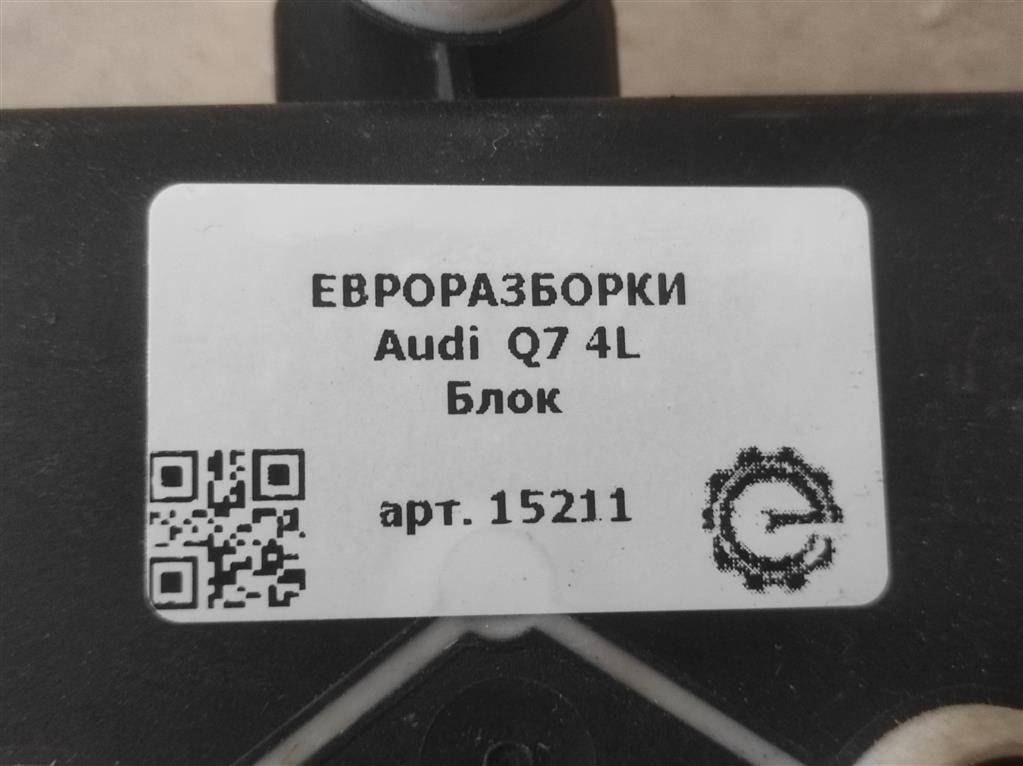 ЕВРОРАЗБОРКИ
Audi Q7 4L
Блок
арт. 15211